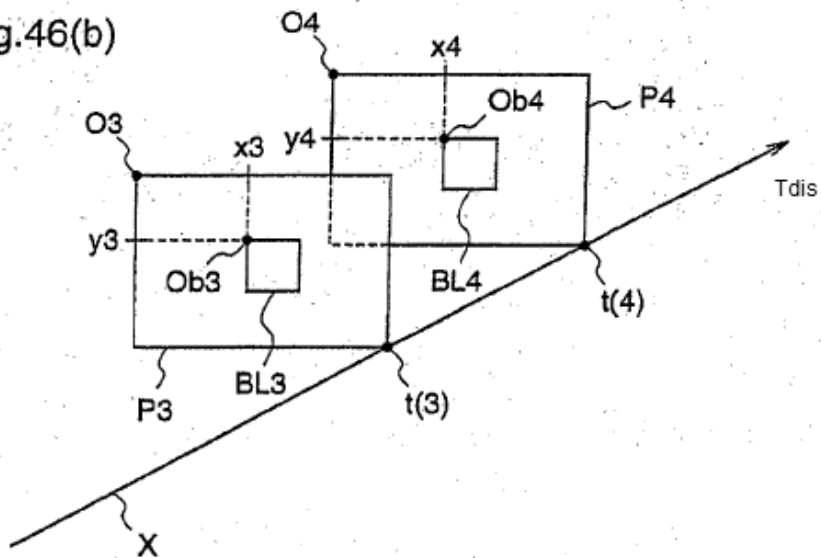 g.46(b)
O4
x4
P4
Ob4
O3
x3
y4
Tdis
y3
Ob3
BL4
t(4)
BL3
P3
t(3)
X